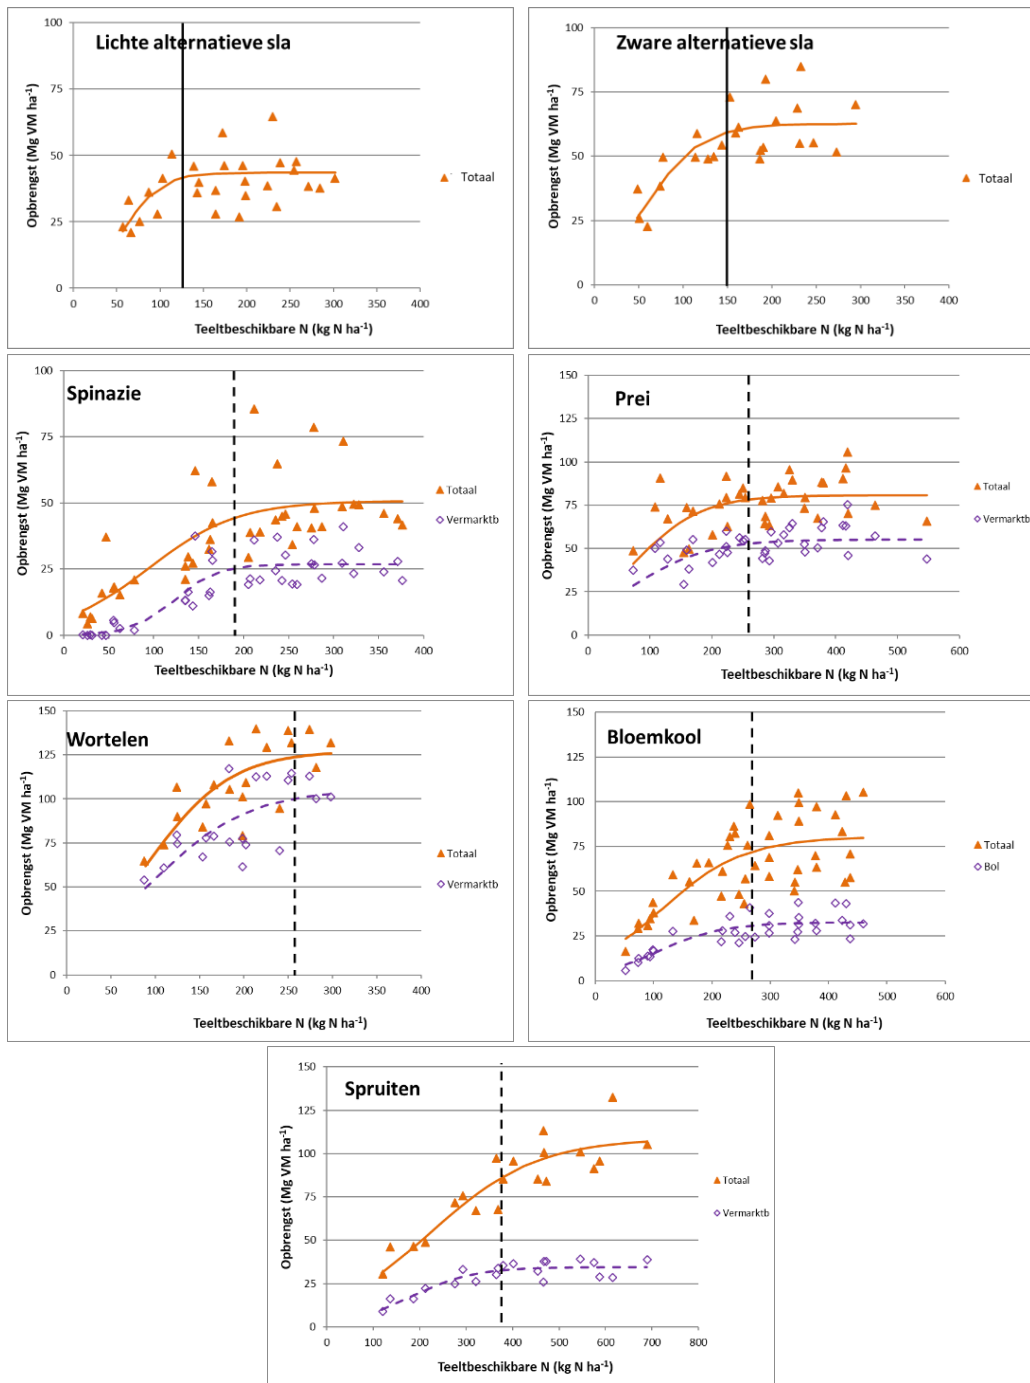 Lichte alternatieve sla
Opbrengst (Mg VM ha⁻¹)
100
75
50
25
0
0 50 100 150 200 250 300 350 400
Teeltbeschikbare N (kg N ha⁻¹)
Totaal
Zware alternatieve sla
Opbrengst (Mg VM ha⁻¹)
100
75
50
25
0
0 50 100 150 200 250 300 350 400
Teeltbeschikbare N (kg N ha⁻¹)
Totaal
Spinazie
Opbrengst (Mg VM ha⁻¹)
100
75
50
25
0
0 50 100 150 200 250 300 350 400
Teeltbeschikbare N (kg N ha⁻¹)
Totaal
Vermarktb
Prei
Opbrengst (Mg VM ha⁻¹)
150
125
100
75
50
25
0
0 100 200 300 400 500 600
Teeltbeschikbare N (kg N ha⁻¹)
Totaal
Vermarktb
Wortelen
Opbrengst (Mg VM ha⁻¹)
150
125
100
75
50
25
0
0 50 100 150 200 250 300 350 400
Teeltbeschikbare N (kg N ha⁻¹)
Totaal
Vermarktb
Bloemkool
Opbrengst (Mg VM ha⁻¹)
150
125
100
75
50
25
0
0 100 200 300 400 500 600
Teeltbeschikbare N (kg N ha⁻¹)
Totaal
Bol
Spruiten
Opbrengst (Mg VM ha⁻¹)
150
125
100
75
50
25
0
0 100 200 300 400 500 600 700 800
Teeltbeschikbare N (kg N ha⁻¹)
Totaal
Vermarktb